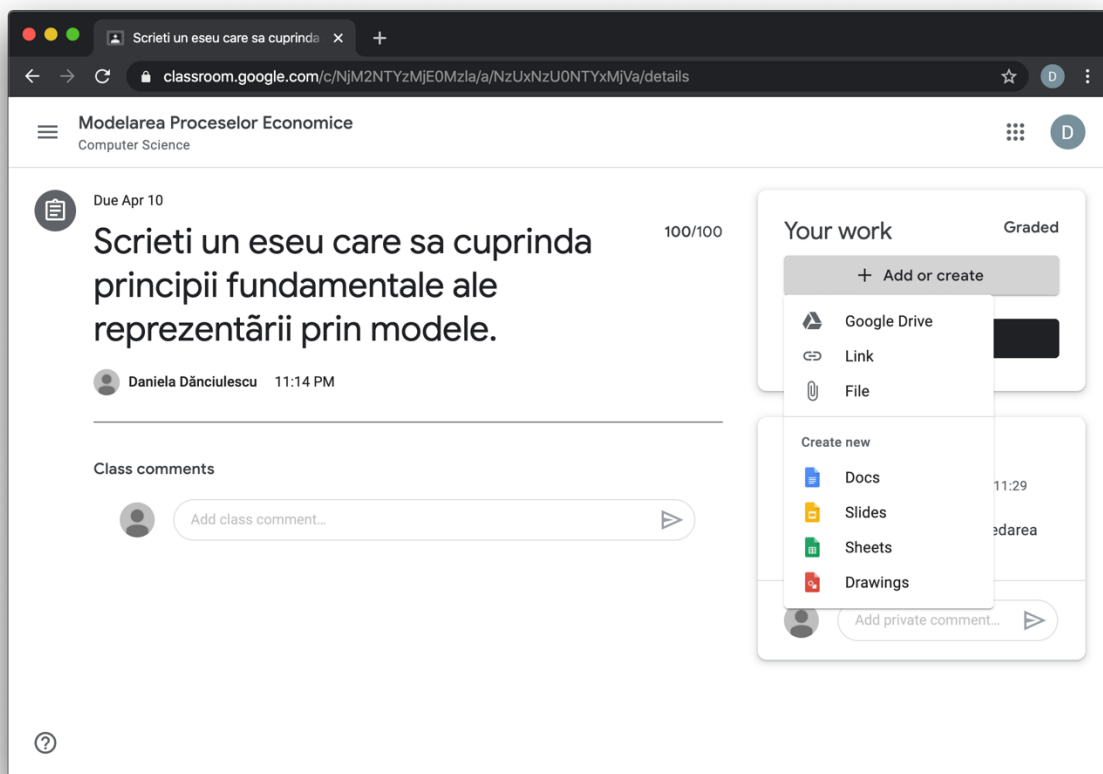 Scrieti un eseu care sa cuprinda
classroom.google.com/c/NjM2NTYzMjE0Mzla/a/NzUxNzU0NTYxMjVa/details
D
Modelarea Proceselor Economice
Computer Science
D
Due Apr 10
Scrieti un eseu care sa cuprinda
principii fundamentale ale
reprezentãrii prin modele.
100/100
Daniela Dănciulescu 11:14 PM
Class comments
Add class comment...
Your work
Graded
+ Add or create
Google Drive
Link
File
Create new
Docs
Slides
Sheets
Drawings
11:29
edarea
Add private comment...